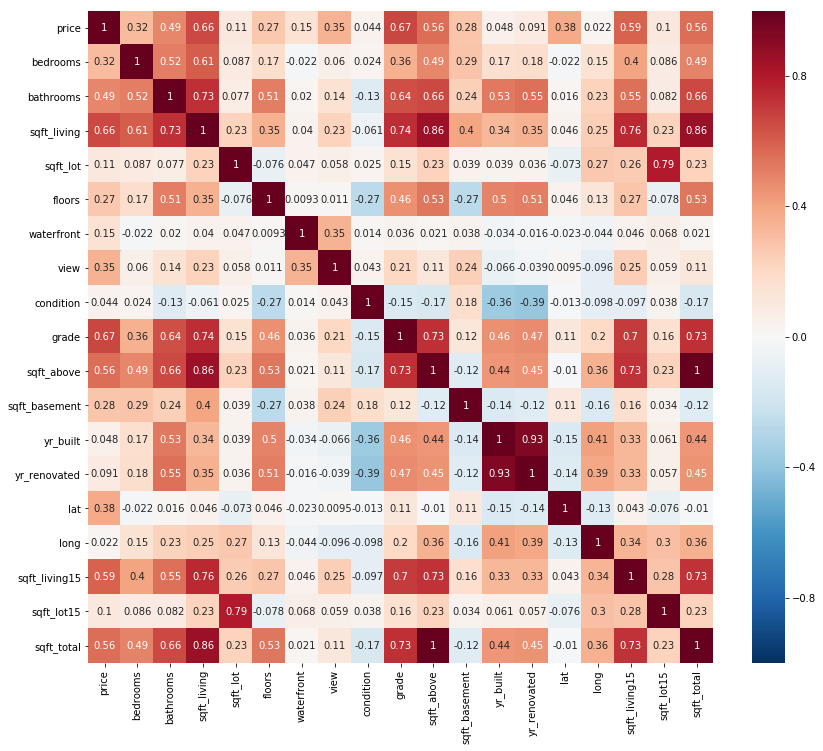 price 1 0.32 0.49 0.66 0.11 0.27 0.15 0.35 0.044 0.67 0.56 0.28 0.048 0.091 0.38 0.022 0.59 0.1 0.56
bedrooms 0.32 1 0.52 0.61 0.087 0.17 -0.022 0.06 0.024 0.36 0.49 0.29 0.17 0.18 -0.022 0.15 0.4 0.086 0.49
0.8
bathrooms 0.49 0.52 1 0.73 0.077 0.51 0.02 0.14 -0.13 0.64 0.66 0.24 0.53 0.55 0.016 0.23 0.55 0.082 0.66
sqft_living 0.66 0.61 0.73 1 0.23 0.35 0.04 0.23 -0.061 0.74 0.86 0.4 0.34 0.35 0.046 0.25 0.76 0.23 0.86
sqft_lot 0.11 0.087 0.077 0.23 1 -0.076 0.047 0.058 0.025 0.15 0.23 0.039 0.039 0.036 -0.073 0.27 0.26 0.79 0.23
floors 0.27 0.17 0.51 0.35 -0.076 1 0.0093 0.011 -0.27 0.46 0.53 -0.27 0.5 0.51 0.046 0.13 0.27 -0.078 0.53
0.4
waterfront 0.15 -0.022 0.02 0.04 0.047 0.0093 1 0.35 0.014 0.036 0.021 0.038 -0.034 -0.016 -0.023 -0.044 0.046 0.068 0.021
view 0.35 0.06 0.14 0.23 0.058 0.011 0.35 1 0.043 0.21 0.11 0.24 -0.066 -0.039 0.0095 -0.096 0.25 0.059 0.11
condition 0.044 0.024 -0.13 -0.061 0.025 -0.27 0.014 0.043 1 -0.15 -0.17 0.18 -0.36 -0.39 -0.013 -0.098 -0.097 0.038 -0.17
grade 0.67 0.36 0.64 0.74 0.15 0.46 0.036 0.21 -0.15 1 0.73 0.12 0.46 0.47 0.11 0.2 0.7 0.16 0.73
0.0
sqft_above 0.56 0.49 0.66 0.86 0.23 0.53 0.021 0.11 -0.17 0.73 1 -0.12 0.44 0.45 -0.01 0.36 0.73 0.23 1
sqft_basement 0.28 0.29 0.24 0.4 0.039 -0.27 0.038 0.24 0.18 0.12 -0.12 1 -0.14 -0.12 0.11 -0.16 0.16 0.034 -0.12
yr_built 0.048 0.17 0.53 0.34 0.039 0.5 -0.034 -0.066 -0.36 0.46 0.44 -0.14 1 0.93 -0.15 0.41 0.33 0.061 0.44
yr_renovated 0.091 0.18 0.55 0.35 0.036 0.51 -0.016 -0.039 -0.39 0.47 0.45 -0.12 0.93 1 -0.14 0.39 0.33 0.057 0.45
−0.4
lat 0.38 -0.022 0.016 0.046 -0.073 0.046 -0.023 0.0095 -0.013 0.11 -0.01 0.11 -0.15 -0.14 1 -0.13 0.043 -0.076 -0.01
long 0.022 0.15 0.23 0.25 0.27 0.13 -0.044 -0.096 -0.098 0.2 0.36 -0.16 0.41 0.39 -0.13 1 0.34 0.3 0.36
sqft_living15 0.59 0.4 0.55 0.76 0.26 0.27 0.046 0.25 -0.097 0.7 0.73 0.16 0.33 0.33 0.043 0.34 1 0.28 0.73
−0.8
sqft_lot15 0.1 0.086 0.082 0.23 0.79 -0.078 0.068 0.059 0.038 0.16 0.23 0.034 0.061 0.057 -0.076 0.3 0.28 1 0.23
sqft_total 0.56 0.49 0.66 0.86 0.23 0.53 0.021 0.11 -0.17 0.73 1 -0.12 0.44 0.45 -0.01 0.36 0.73 0.23 1
price
bedrooms
bathrooms
sqft_living
sqft_lot
floors
waterfront
view
condition
grade
sqft_above
sqft_basement
yr_built
yr_renovated
lat
long
sqft_living15
sqft_lot15
sqft_total